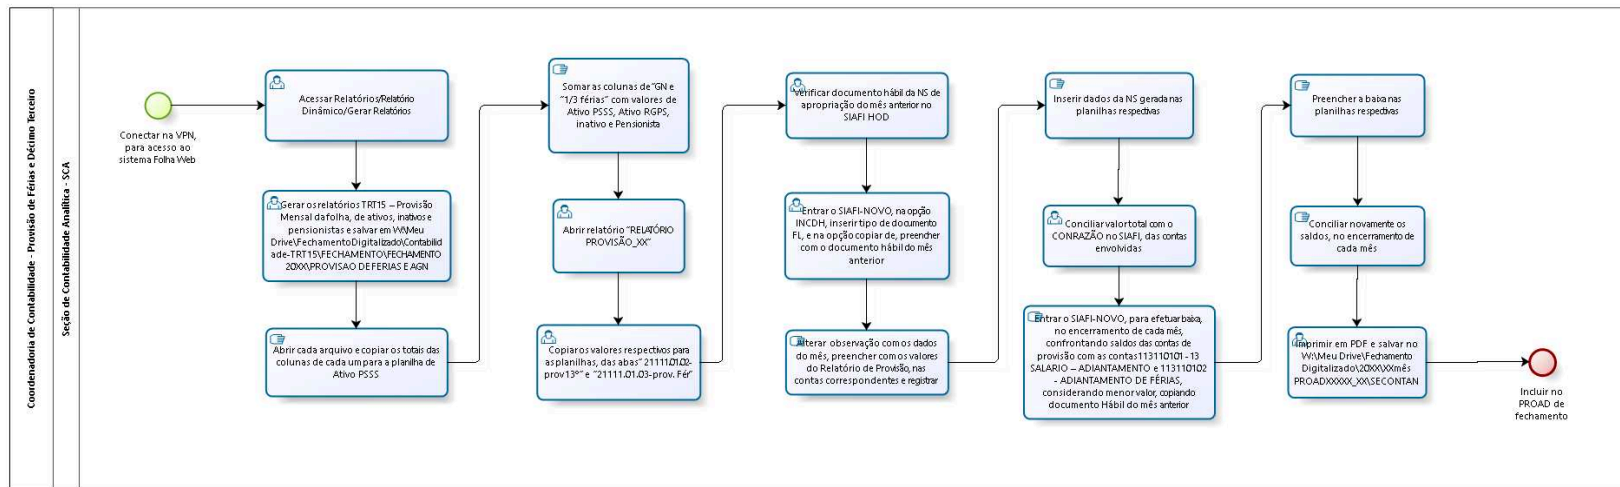 Coordenadoria de Contabilidade - Provisão de Férias e Décimo Terceiro
Seção de Contabilidade Analítica - SCA
Conectar na VPN,
para acesso ao
sistema Folha Web
Acessar Relatórios/Relatório
Dinâmico/Gerar Relatórios
Gerar os relatórios TRT15 – Provisão
Mensal da folha, de ativos, inativos e
pensionistas e salvar em W:\Meu
Drive\FechamentoDigitalizado\Contabilid
ade-TRT15\FECHAMENTO\FECHAMENTO
20XX\PROVISAO DE FERIAS E AGN
Abrir cada arquivo e copiar os totais das
colunas de cada um para a planilha de
Ativo PSSS
Somar as colunas de "GN e
"1/3 férias" com valores de
Ativo PSSS, Ativo RGPS,
inativo e Pensionista
Abrir relatório "RELATÓRIO
PROVISÃO_XX"
Copiar os valores respectivos para
as planilhas, das abas" 21111.01.02-
prov 13º" e "21111.01.03-prov. Fér"
Verificar documento hábil da NS de
apropriação do mês anterior no
SIAFI HOD
Entrar o SIAFI-NOVO, na opção
INCDH, inserir tipo de documento
FL, e na opção copiar de, preencher
com o documento hábil do mês
anterior
Alterar observação com os dados
do mês, preencher com os valores
do Relatório de Provisão, nas
contas correspondentes e registrar
Inserir dados da NS gerada nas
planilhas respectivas
Conciliar valor total com o
CONRAZÃO no SIAFI, das contas
envolvidas
Entrar o SIAFI-NOVO, para efetuar baixa,
no encerramento de cada mês,
confrontando saldos das contas de
provisão com as contas 113110101 - 13
SALARIO – ADIANTAMENTO e 113110102
- ADIANTAMENTO DE FÉRIAS,
considerando menor valor, copiando
documento Hábil do mês anterior
Preencher a baixa nas
planilhas respectivas
Conciliar novamente os
saldos, no encerramento de
cada mês
Imprimir em PDF e salvar no
W:\Meu Drive\Fechamento
Digitalizado\20XX\XXmês
PROADXXXXX_XX\SECONTAN
Incluir no
PROAD de
fechamento